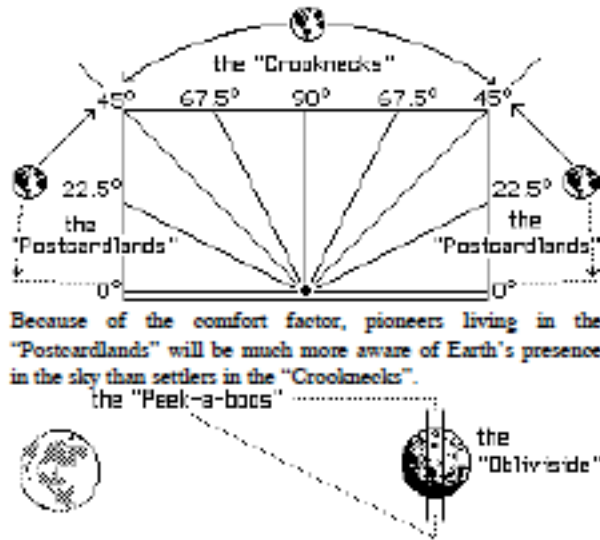 the "Crooknecks"
45° 67.5° 90° 67.5° 45°
22.5° 22.5°
the the
"Postcardlands" "Postcardlands"
0° 0°
Because of the comfort factor, pioneers living in the
“Postcardlands” will be much more aware of Earth’s presence
in the sky than settlers in the “Crooknecks”.
the "Peek-a-boos"
the
"Obliviside"